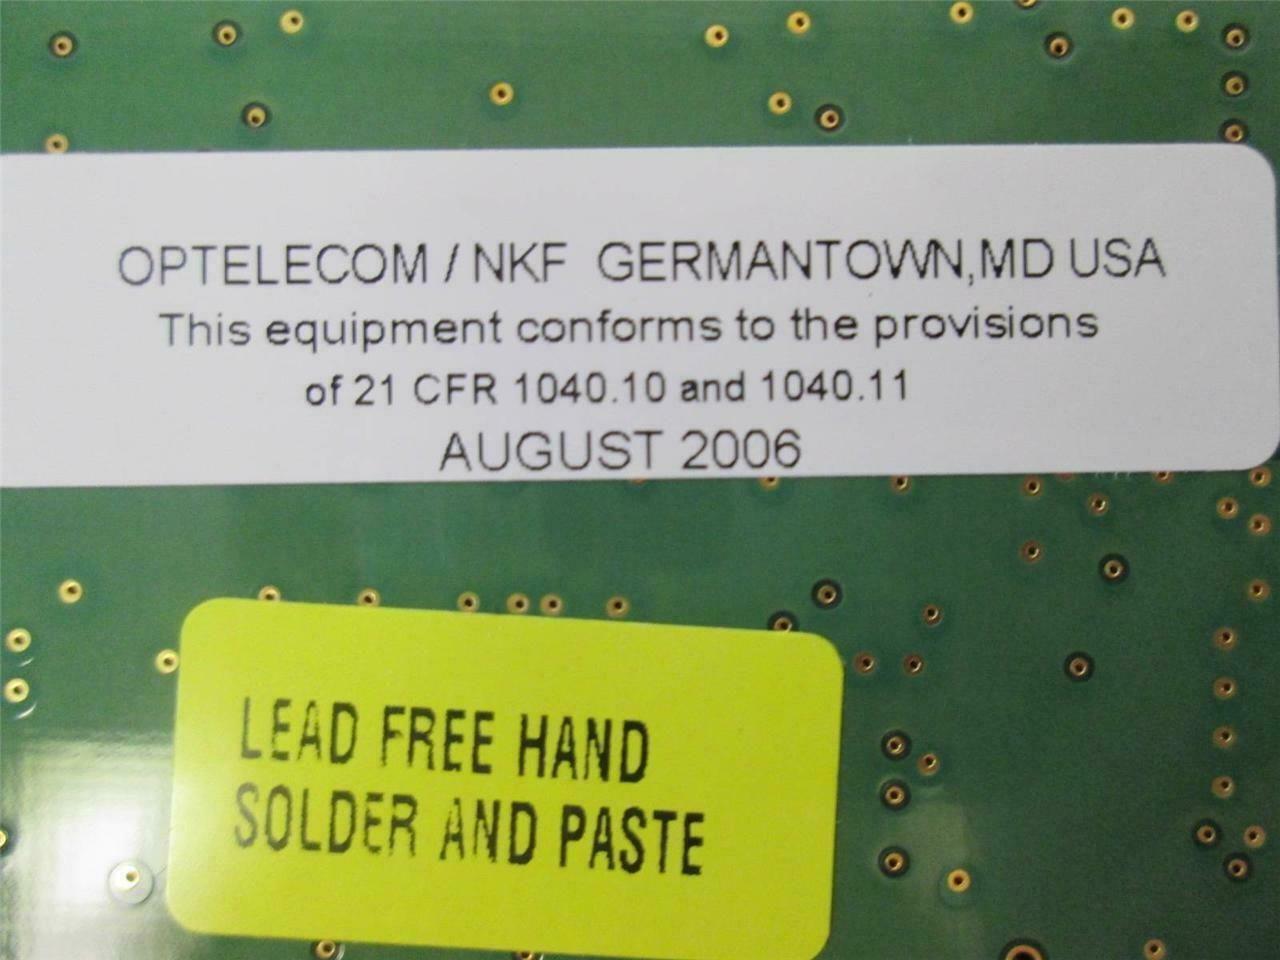 OPTELECOM / NKF GERMANTOWN,MD USA
This equipment conforms to the provisions
of 21 CFR 1040.10 and 1040.11
AUGUST 2006
LEAD FREE HAND
SOLDER AND PASTE